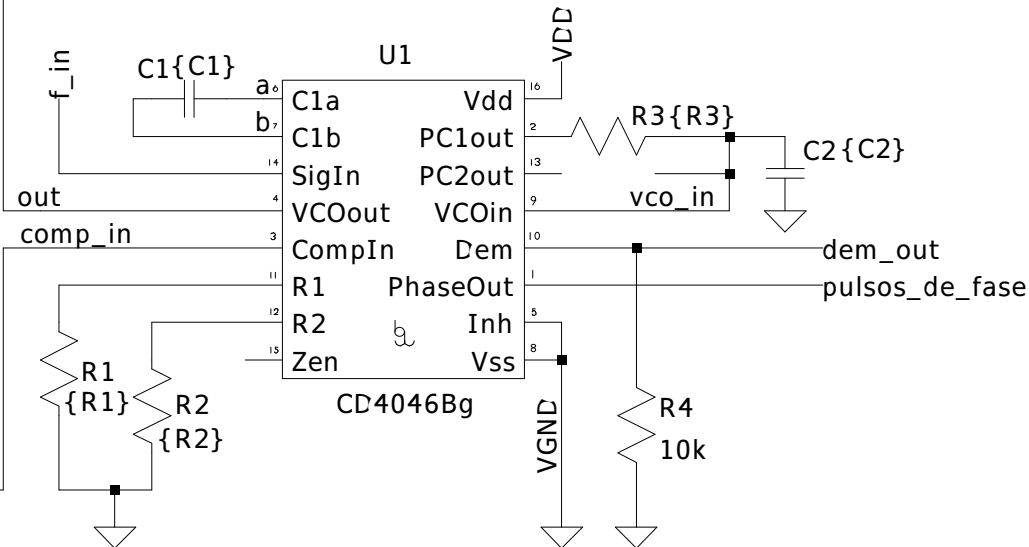 U1
VDD
f_in
C1{C1}
a 6
b 7
C1a
C1b
14
SigIn
out
4
VCOout
comp_in
3
CompIn
11
R1
12
R2
15
Zen
Vdd
16
PC1out
2
R3{R3}
PC2out
13
C2{C2}
VCOin
9
vco_in
Dem
10
dem_out
PhaseOut
1
pulsos_de_fase
Inh
5
Vss
8
CD4046Bg
R1
{R1}
R2
{R2}
VGND
R4
10k